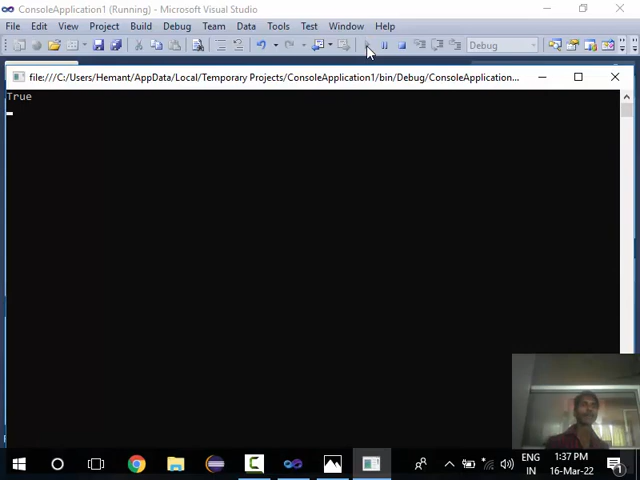 ConsoleApplication1 (Running) - Microsoft Visual Studio
File Edit View Project Build Debug Team Data Tools Test Window Help
Debug
file:///C:/Users/Hemant/AppData/Local/Temporary Projects/ConsoleApplication1/bin/Debug/ConsoleApplication...
True
ENG 1:37 PM
IN 16-Mar-22
1